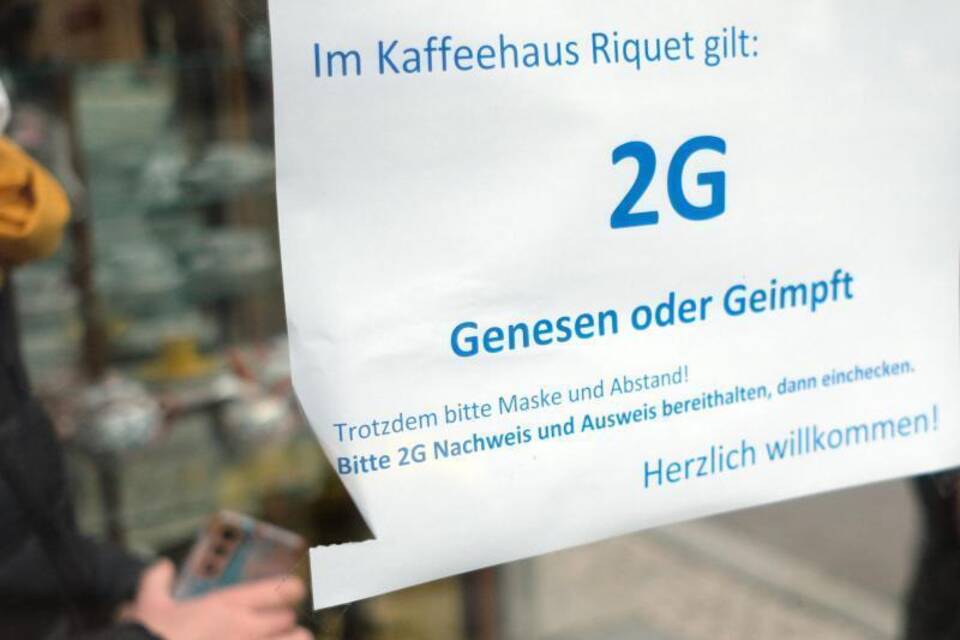 Im Kaffeehaus Riquet gilt:
2G
Genesen oder Geimpft
Trotzdem bitte Maske und Abstand!
Bitte 2G Nachweis und Ausweis bereithalten, dann einchecken.
Herzlich willkommen!